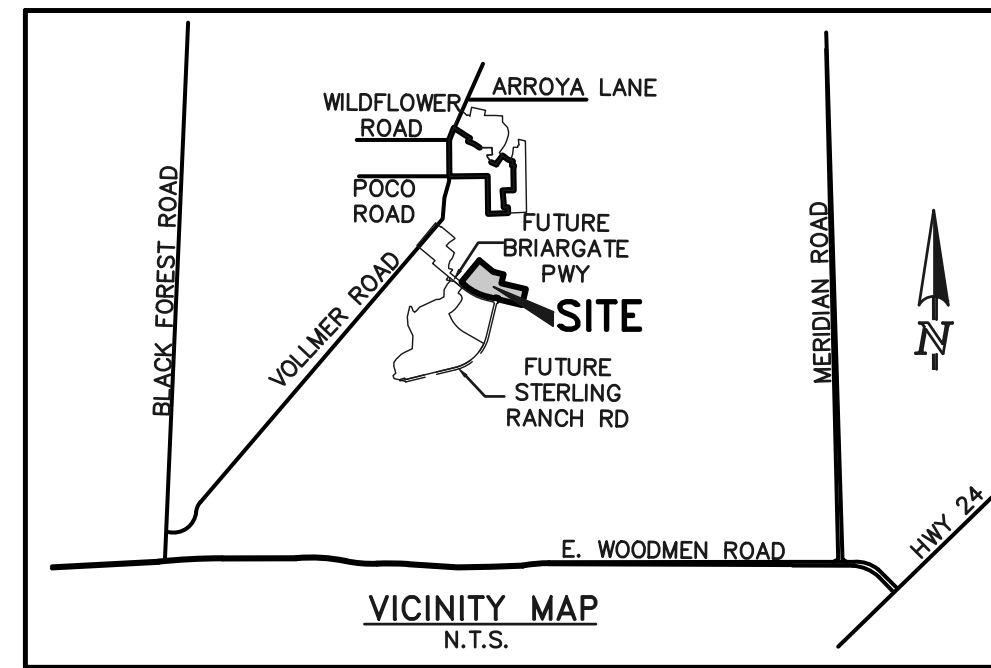 ARROYA LANE
WILDFLOWER
ROAD
POCO
ROAD
FUTURE
BRIARGATE
PWY
BLACK FOREST ROAD
VOLLMER ROAD
MERIDIAN ROAD
SITE
N
FUTURE
STERLING
RANCH RD
HWY 24
E. WOODMEN ROAD
VICINITY MAP
N.T.S.